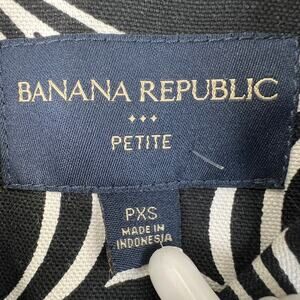 BANANA REPUBLIC
PETITE
PXS
MADE IN
INDONESIA